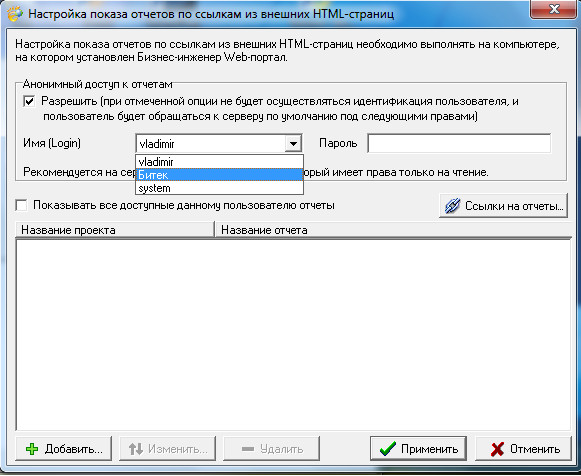 Настройка показа отчетов по ссылкам из внешних HTML-страниц
Настройка показа отчетов по ссылкам из внешних HTML-страниц необходимо выполнять на компьютере,
на котором установлен Бизнес-инженер Web-портал.
Анонимный доступ к отчетам
Разрешить (при отмеченной опции не будет осуществляться идентификация пользователя, и
пользователь будет обращаться к серверу по умолчанию под следующими правами)
Имя (Login) vladimir Пароль
vladimir
Битек
system
Рекомендуется на сер орый имеет права только на чтение.
Показывать все доступные данному пользователю отчеты Ссылки на отчеты...
Название проекта Название отчета
Добавить... Изменить... Удалить Применить Отменить